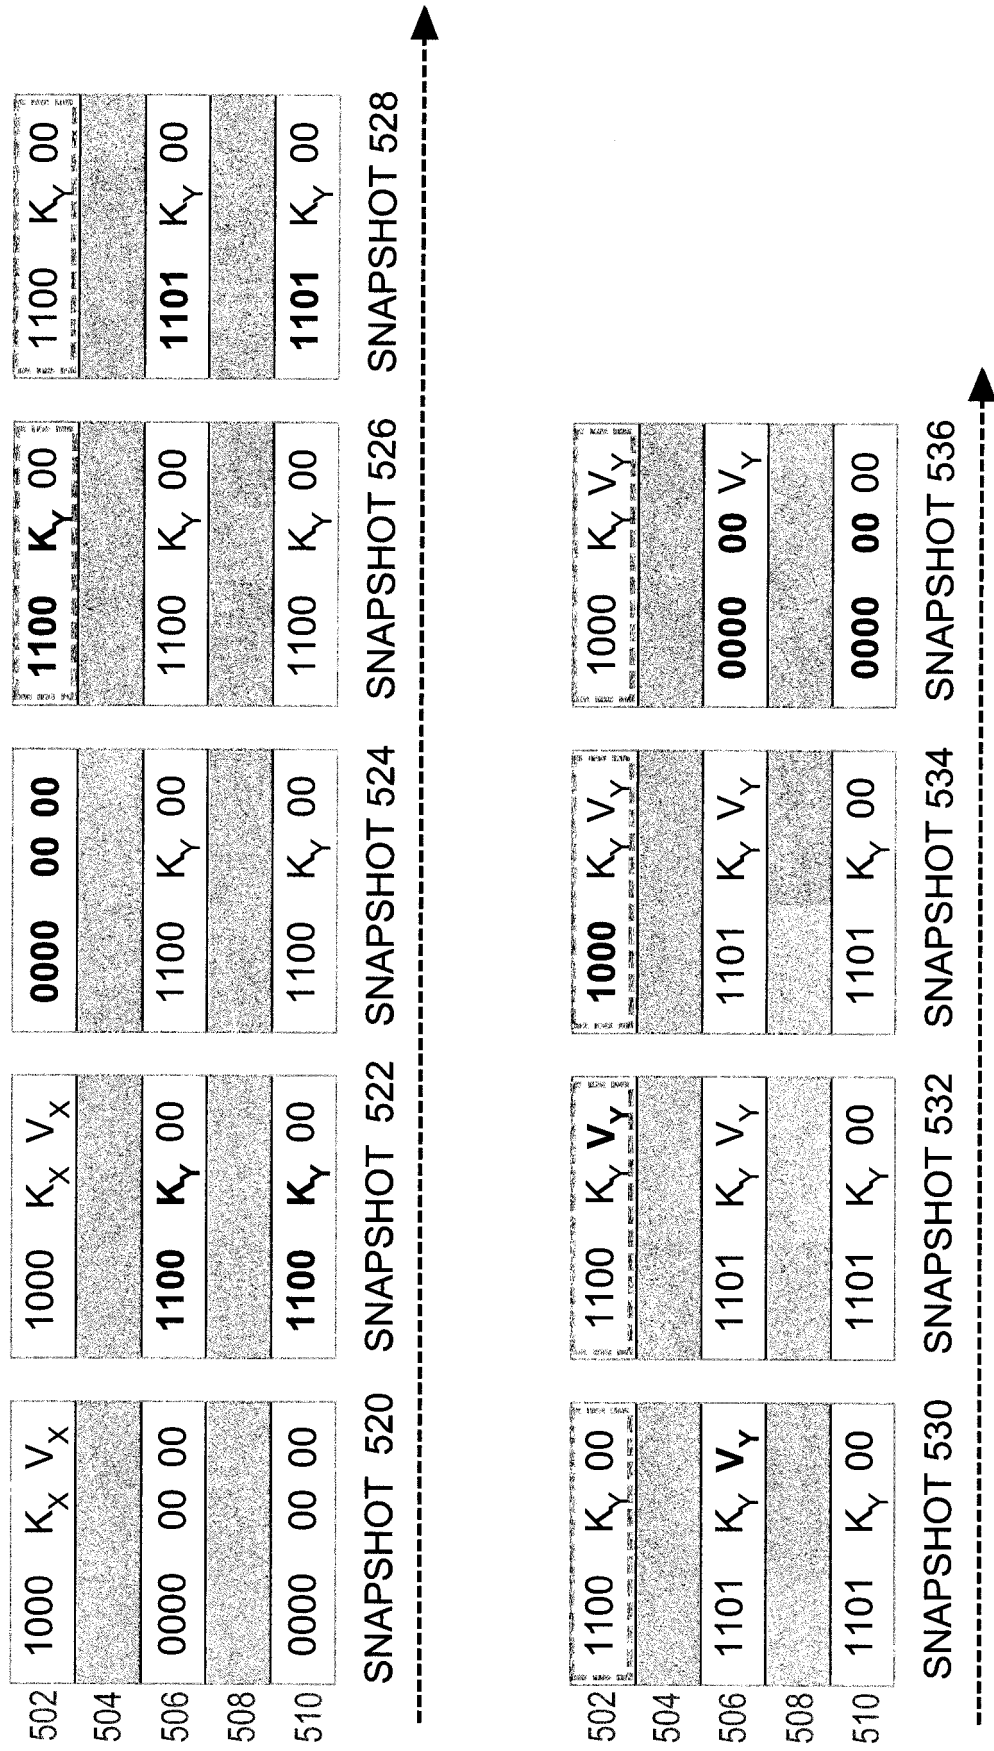 502 1000 K_X V_X 1000 K_X V_X 0000 00 00 1100 K_Y 00 1100 K_Y 00
504
506 0000 00 00 1100 K_Y 00 1100 K_Y 00 1100 K_Y 00 1101 K_Y 00
508
510 0000 00 00 1100 K_Y 00 1100 K_Y 00 1100 K_Y 00 1101 K_Y 00
SNAPSHOT 520 SNAPSHOT 522 SNAPSHOT 524 SNAPSHOT 526 SNAPSHOT 528
502 1100 K_Y 00 1100 K_Y V_Y 1000 K_Y V_Y 1000 K_Y V_Y
504
506 1101 K_Y V_Y 1101 K_Y V_Y 1101 K_Y V_Y 0000 00 V_Y
508
510 1101 K_Y 00 1101 K_Y 00 1101 K_Y 00 0000 00 00
SNAPSHOT 530 SNAPSHOT 532 SNAPSHOT 534 SNAPSHOT 536